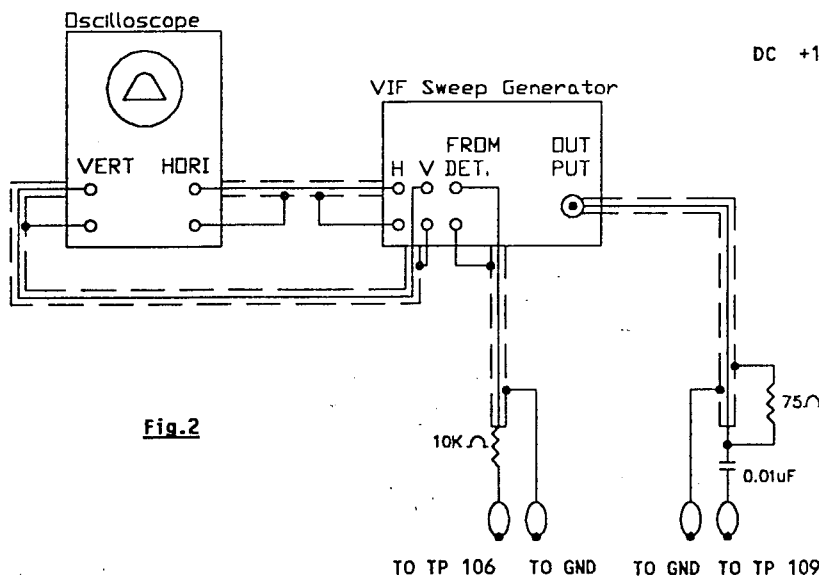 Oscilloscope
DC +1
VIF Sweep Generator
VERT HORI
H V FROM DET. OUT PUT
Fig.2
10KΩ
75Ω
0.01uF
TO TP 106 TO GND TO GND TO TP 109